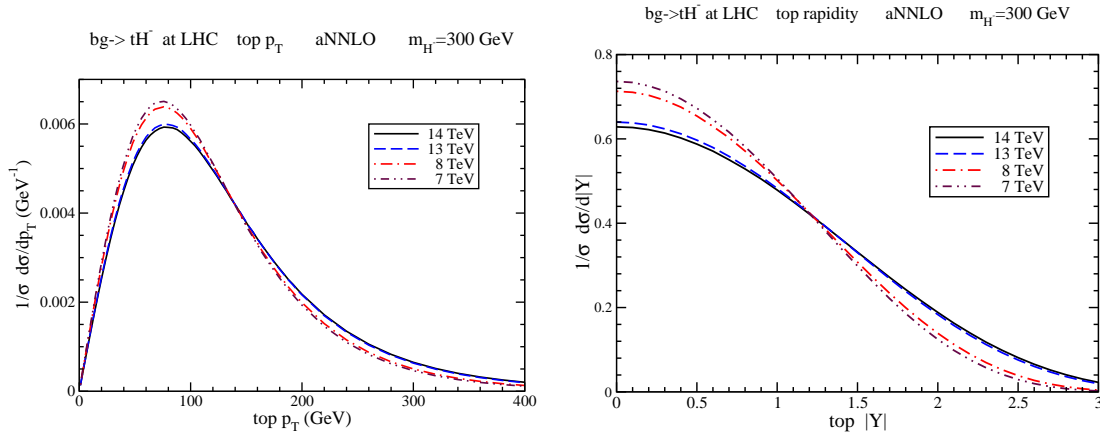 bg-> tH⁻ at LHC top p_T aNNLO m_H⁻=300 GeV
1/σ dσ/dp_T (GeV⁻¹)
0.006
0.004
0.002
0
14 TeV
13 TeV
8 TeV
7 TeV
0 100 200 300 400
top p_T (GeV)
bg-> tH⁻ at LHC top rapidity aNNLO m_H⁻=300 GeV
1/σ dσ/d|Y|
0.8
0.6
0.4
0.2
0
14 TeV
13 TeV
8 TeV
7 TeV
0 0.5 1 1.5 2 2.5 3
top |Y|